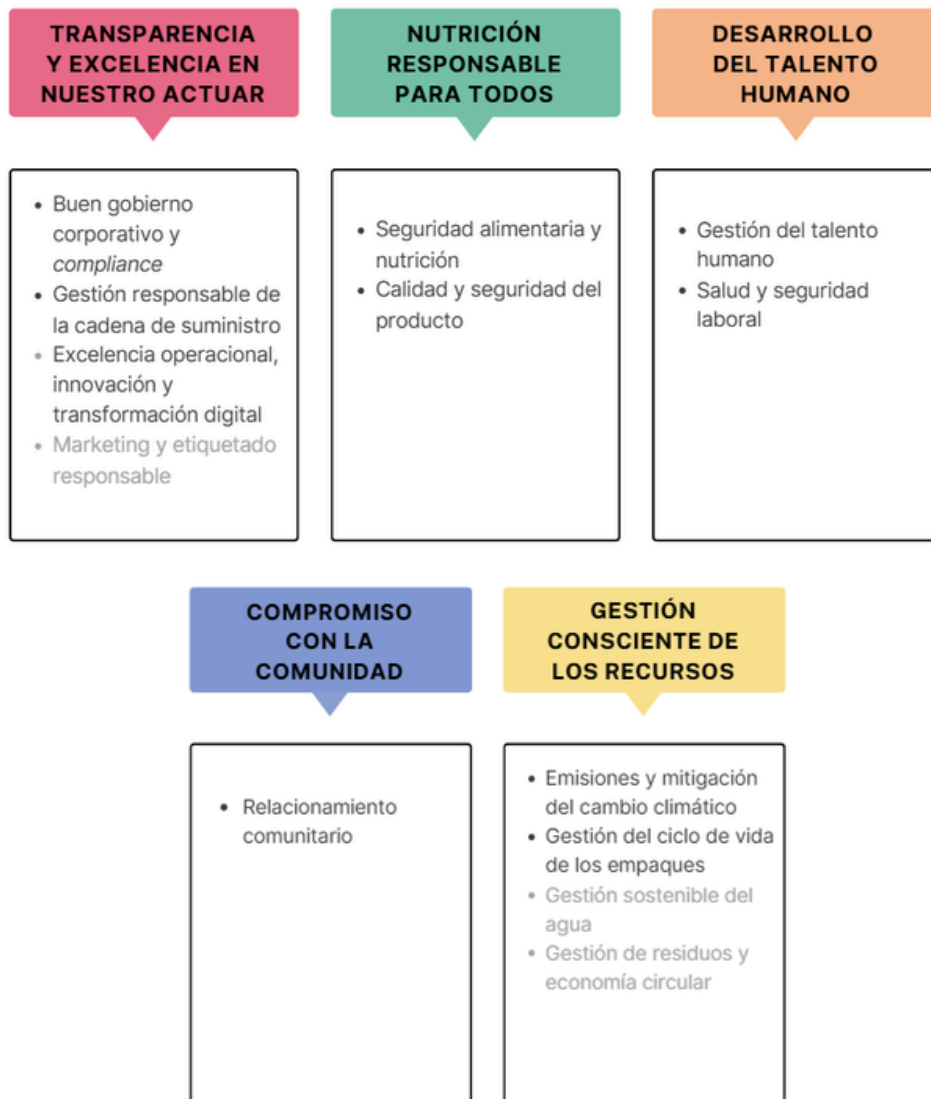 TRANSPARENCIA
Y EXCELENCIA EN
NUESTRO ACTUAR
• Buen gobierno
corporativo y
compliance
• Gestión responsable de
la cadena de suministro
• Excelencia operacional,
innovación y
transformación digital
• Marketing y etiquetado
responsable
NUTRICIÓN
RESPONSABLE
PARA TODOS
• Seguridad alimentaria y
nutrición
• Calidad y seguridad del
producto
DESARROLLO
DEL TALENTO
HUMANO
• Gestión del talento
humano
• Salud y seguridad
laboral
COMPROMISO
CON LA
COMUNIDAD
• Relacionamiento
comunitario
GESTIÓN
CONSCIENTE DE
LOS RECURSOS
• Emisiones y mitigación
del cambio climático
• Gestión del ciclo de vida
de los empaques
• Gestión sostenible del
agua
• Gestión de residuos y
economía circular